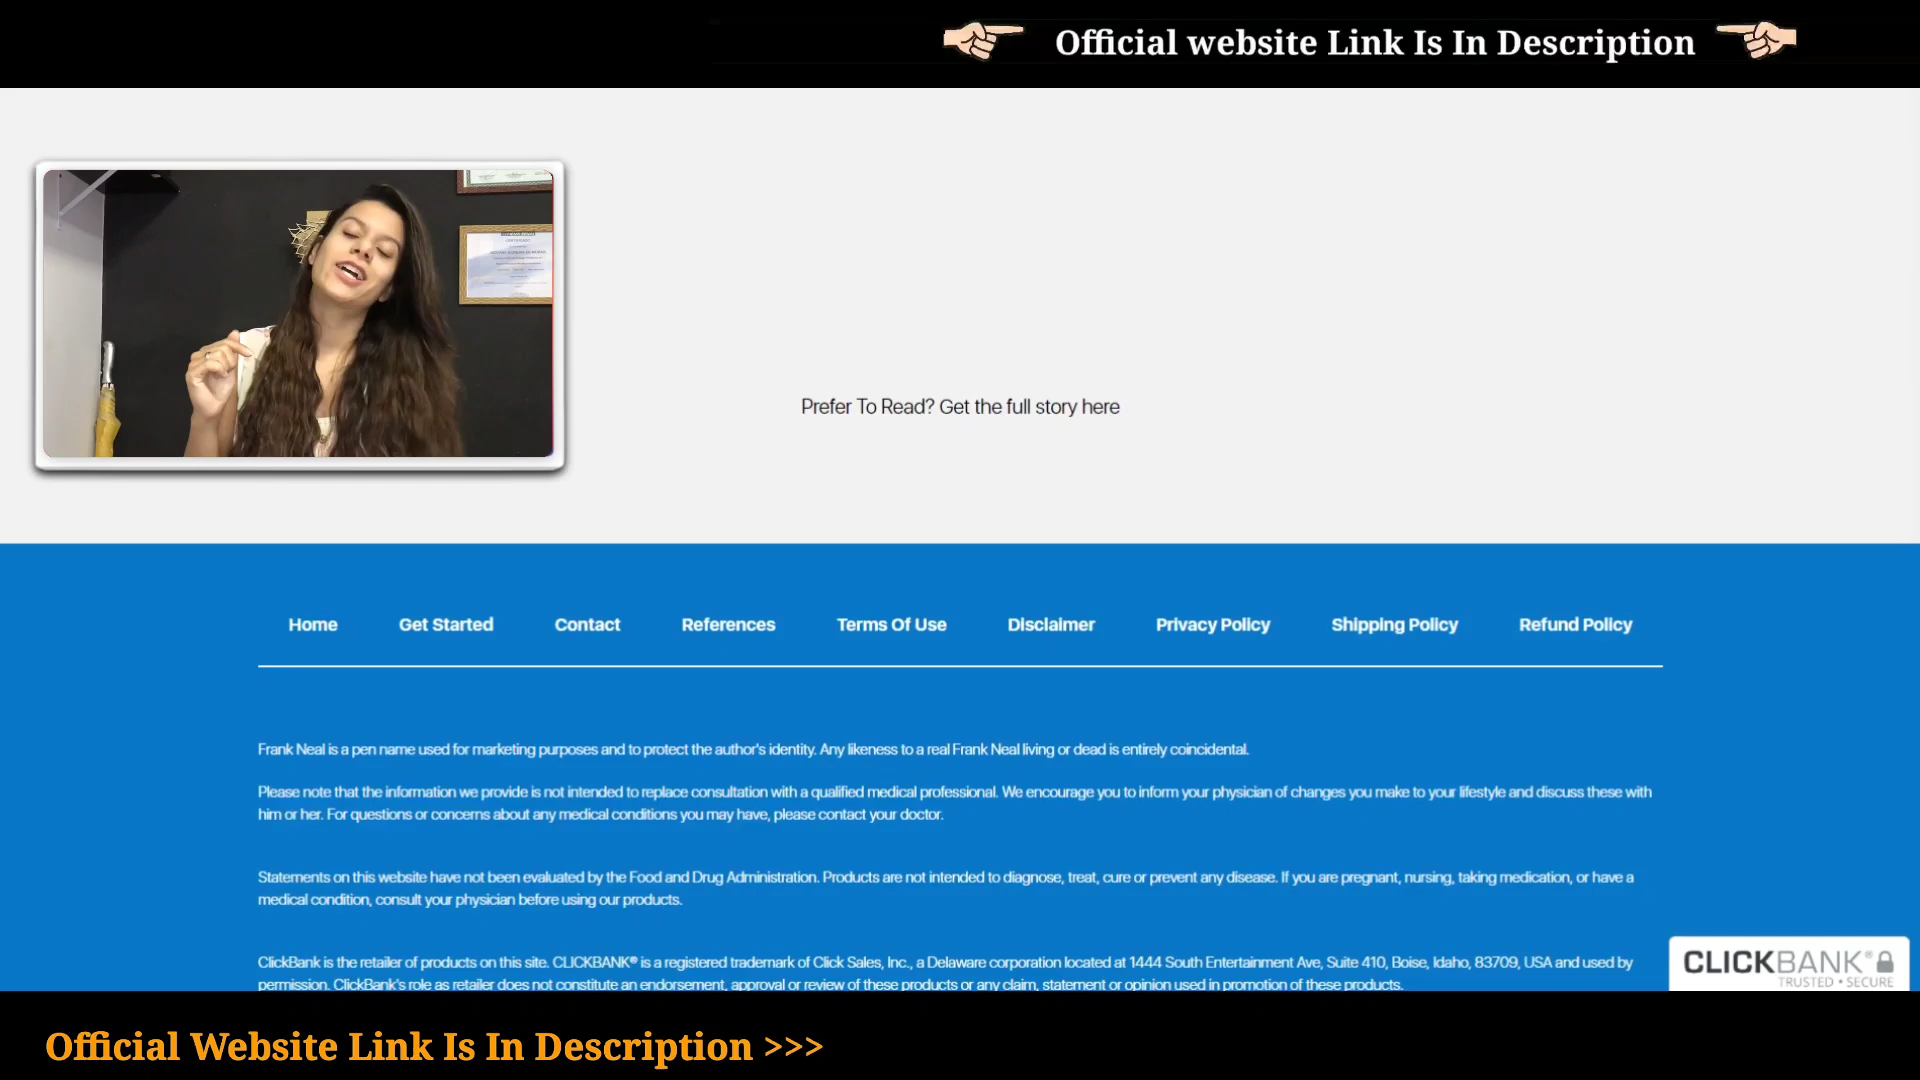 Official website Link Is In Description
Prefer To Read? Get the full story here
Home Get Started Contact References Terms Of Use Disclaimer Privacy Policy Shipping Policy Refund Policy
Frank Neal is a pen name used for marketing purposes and to protect the author's identity. Any likeness to a real Frank Neal living or dead is entirely coincidental.
Please note that the information we provide is not intended to replace consultation with a qualified medical professional. We encourage you to inform your physician of changes you make to your lifestyle and discuss these with
him or her. For questions or concerns about any medical conditions you may have, please contact your doctor.
Statements on this website have not been evaluated by the Food and Drug Administration. Products are not intended to diagnose, treat, cure or prevent any disease. If you are pregnant, nursing, taking medication, or have a
medical condition, consult your physician before using our products.
ClickBank is the retailer of products on this site. CLICKBANK® is a registered trademark of Click Sales, Inc., a Delaware corporation located at 1444 South Entertainment Ave, Suite 410, Boise, Idaho, 83709, USA and used by
permission. ClickBank's role as retailer does not constitute an endorsement, approval or review of these products or any claim, statement or opinion used in promotion of these products.
CLICKBANK®
TRUSTED • SECURE
Official Website Link Is In Description >>>